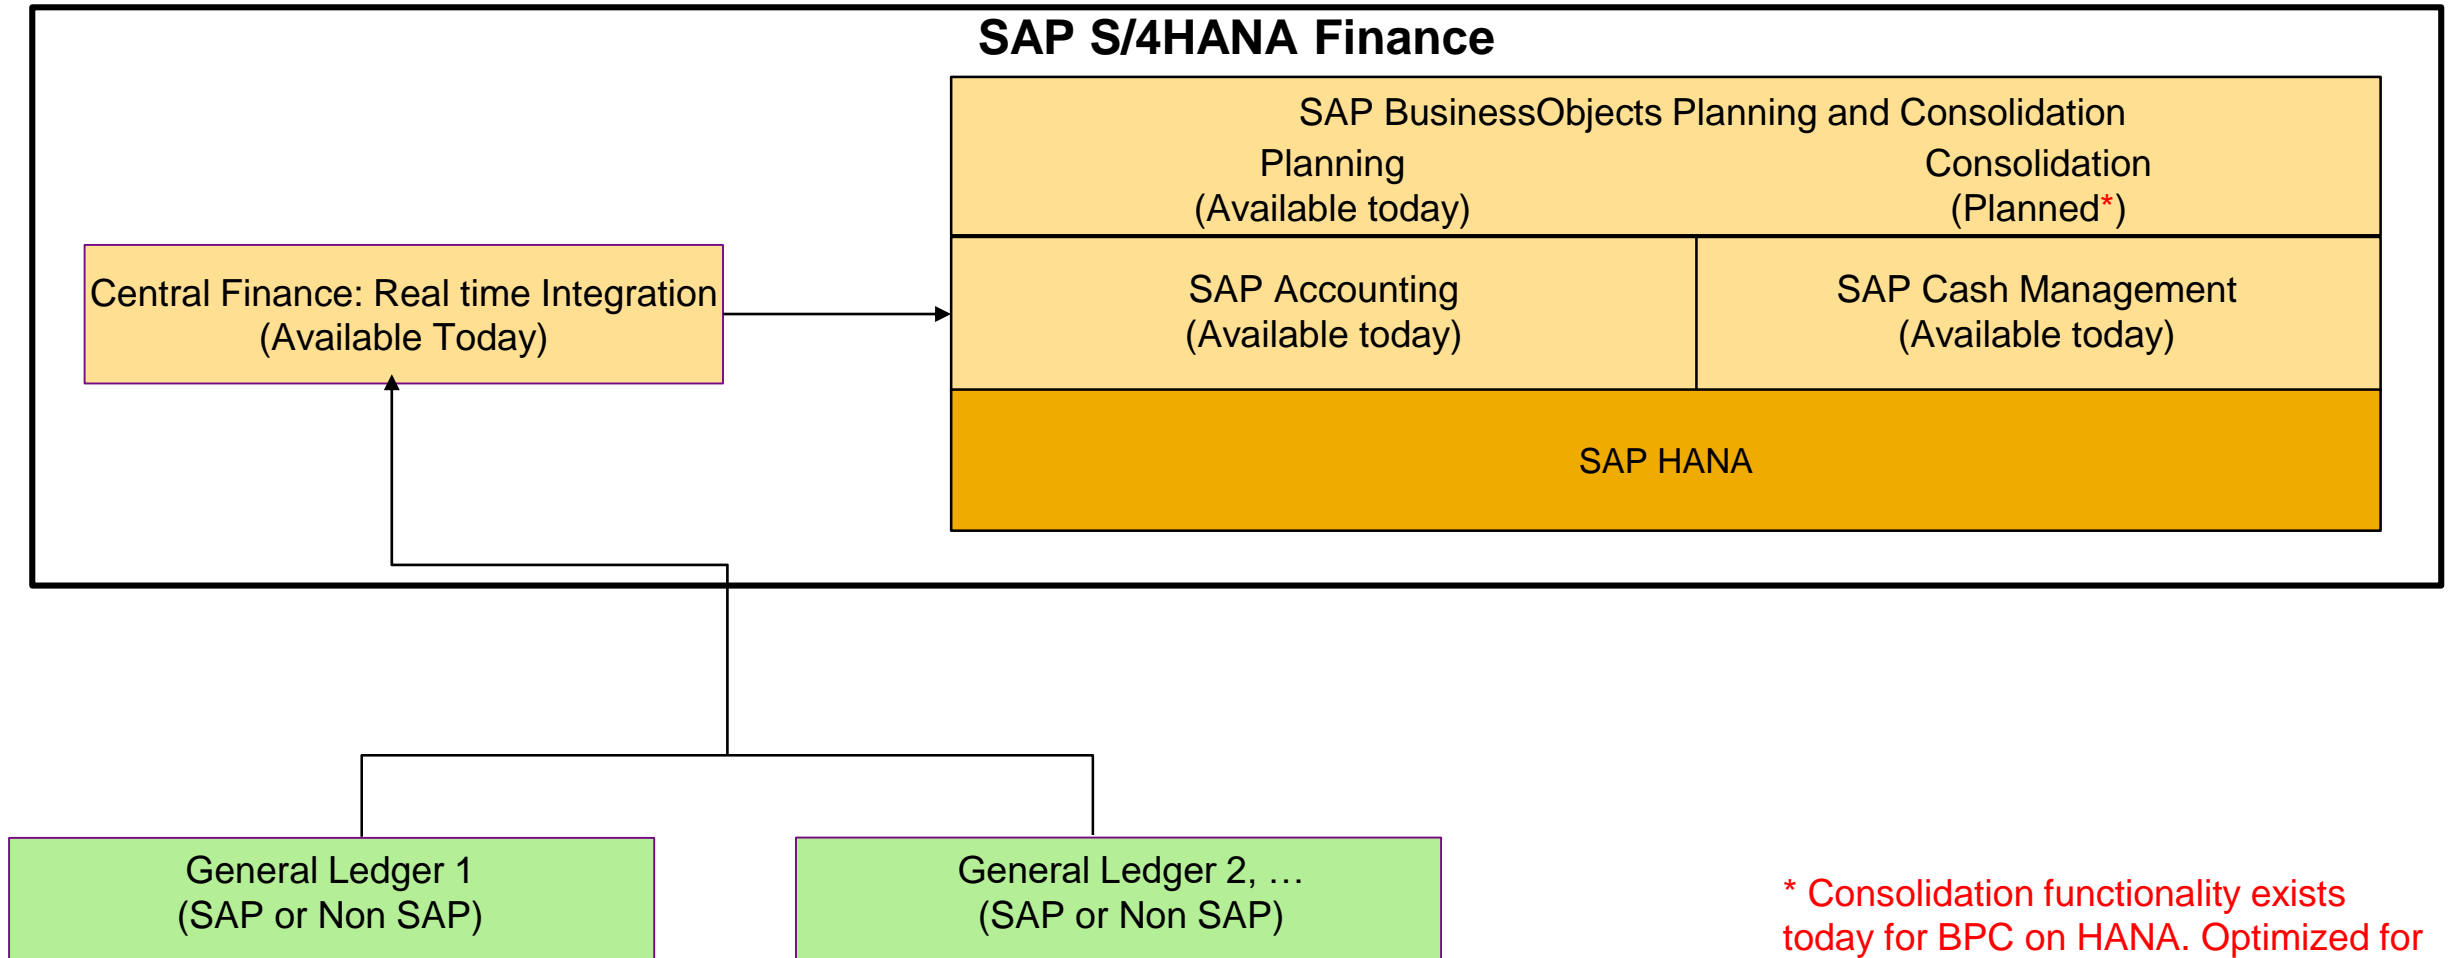 SAP S/4HANA Finance
SAP BusinessObjects Planning and Consolidation
Planning
(Available today)
Consolidation
(Planned*)
Central Finance: Real time Integration
(Available Today)
SAP Accounting
(Available today)
SAP Cash Management
(Available today)
SAP HANA
General Ledger 1
(SAP or Non SAP)
General Ledger 2, …
(SAP or Non SAP)
* Consolidation functionality exists
today for BPC on HANA. Optimized for